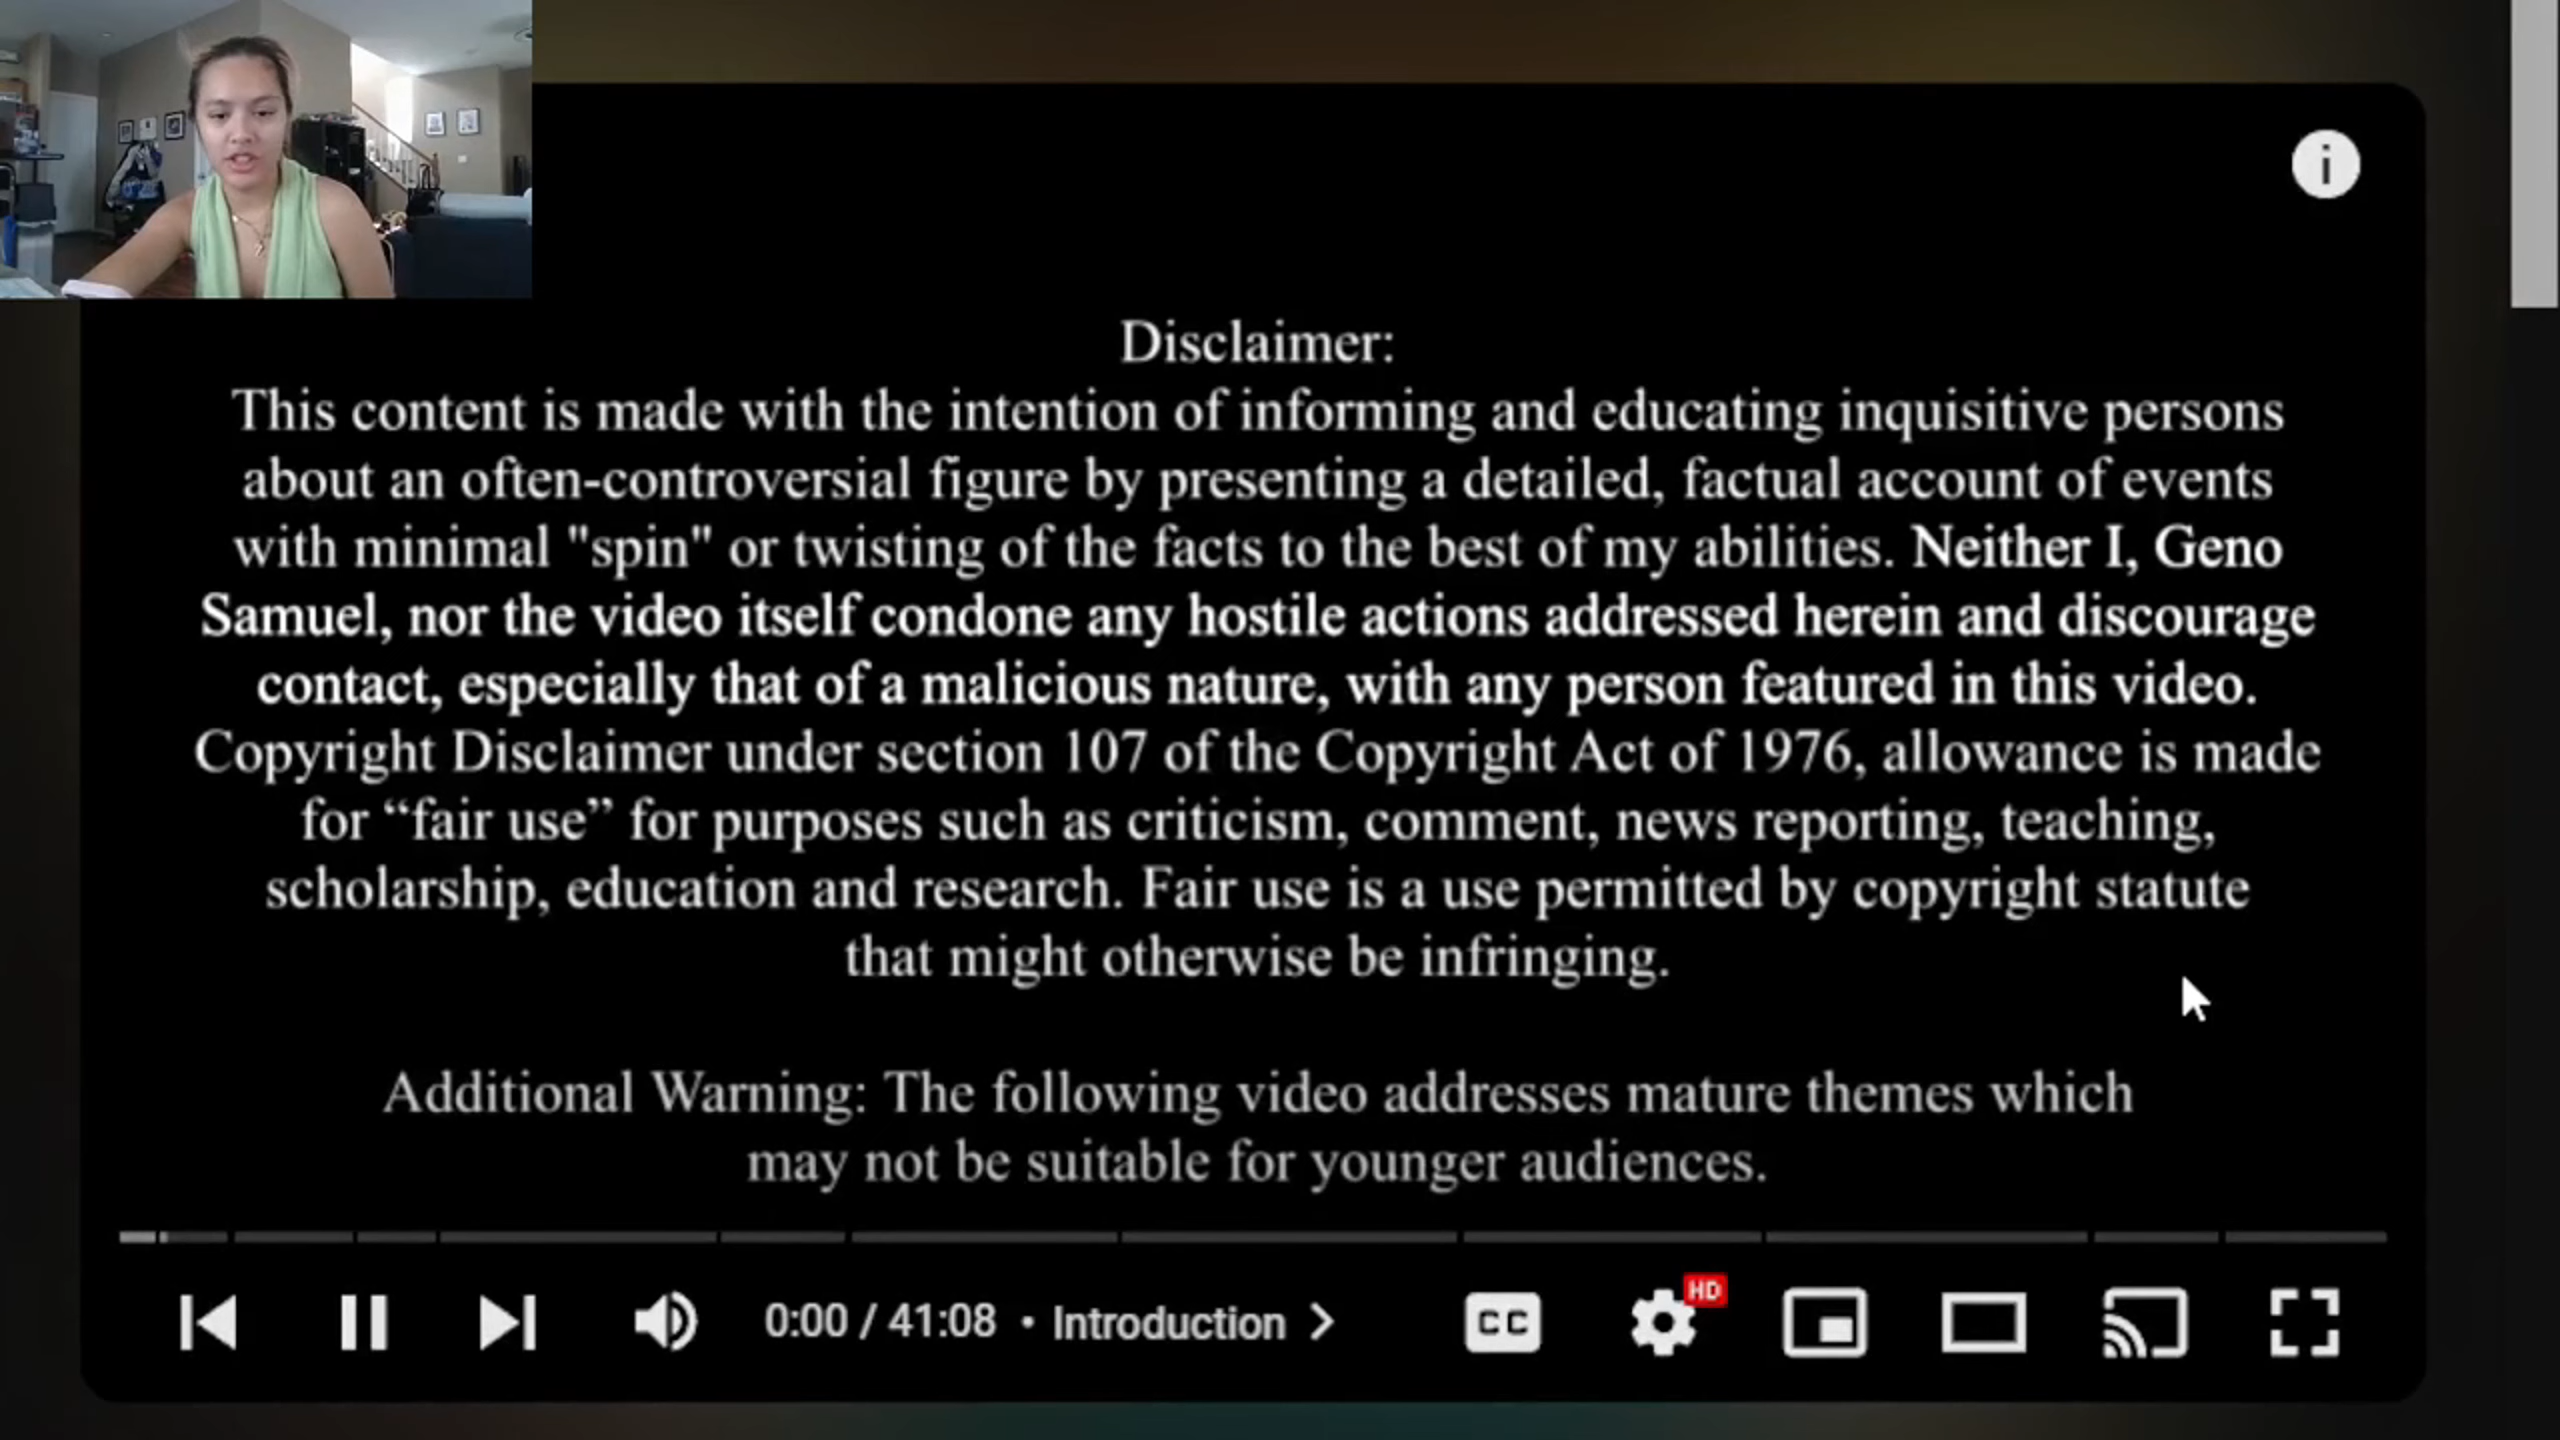 Disclaimer:
This content is made with the intention of informing and educating inquisitive persons
about an often-controversial figure by presenting a detailed, factual account of events
with minimal "spin" or twisting of the facts to the best of my abilities. Neither I, Geno
Samuel, nor the video itself condone any hostile actions addressed herein and discourage
contact, especially that of a malicious nature, with any person featured in this video.
Copyright Disclaimer under section 107 of the Copyright Act of 1976, allowance is made
for “fair use” for purposes such as criticism, comment, news reporting, teaching,
scholarship, education and research. Fair use is a use permitted by copyright statute
that might otherwise be infringing.
Additional Warning: The following video addresses mature themes which
may not be suitable for younger audiences.
0:00 / 41:08 • Introduction
CC
HD